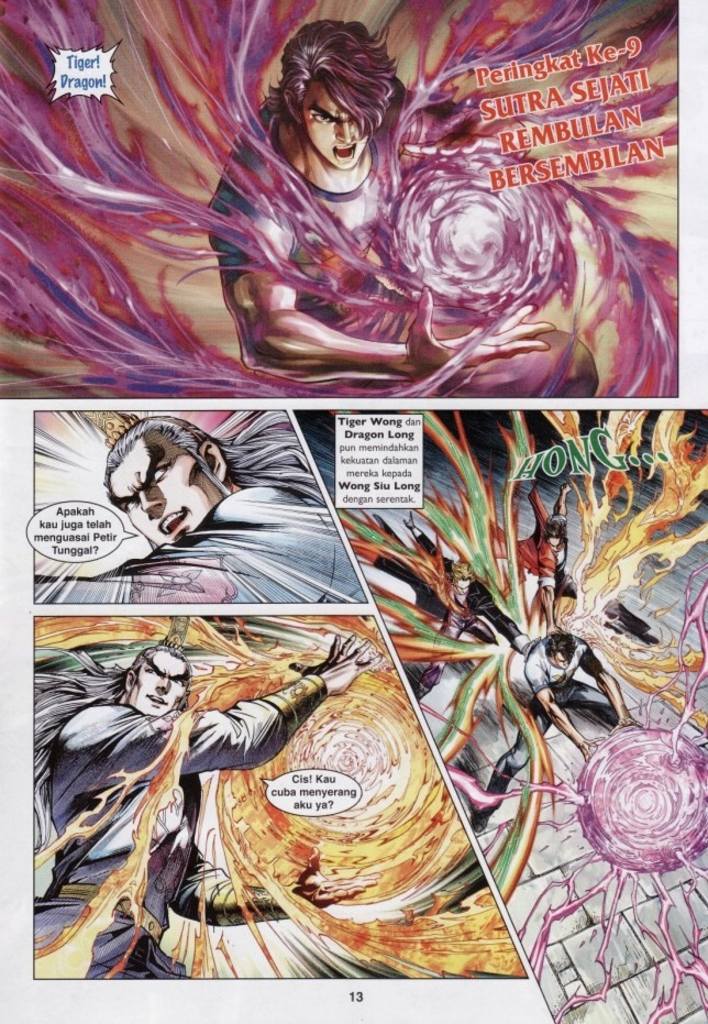 Tiger!
Dragon!
Peringkat Ke-9
SUTRA SEJATI
REMBULAN
BERSEMBILAN
Apakah
kau juga telah
menguasai Petir
Tunggal?
Tiger Wong dan
Dragon Long
pun memindahkan
kekuatan dalaman
mereka kepada
Wong Siu Long
dengan serentak.
HONG...
Cis! Kau
cuba menyerang
aku ya?
13